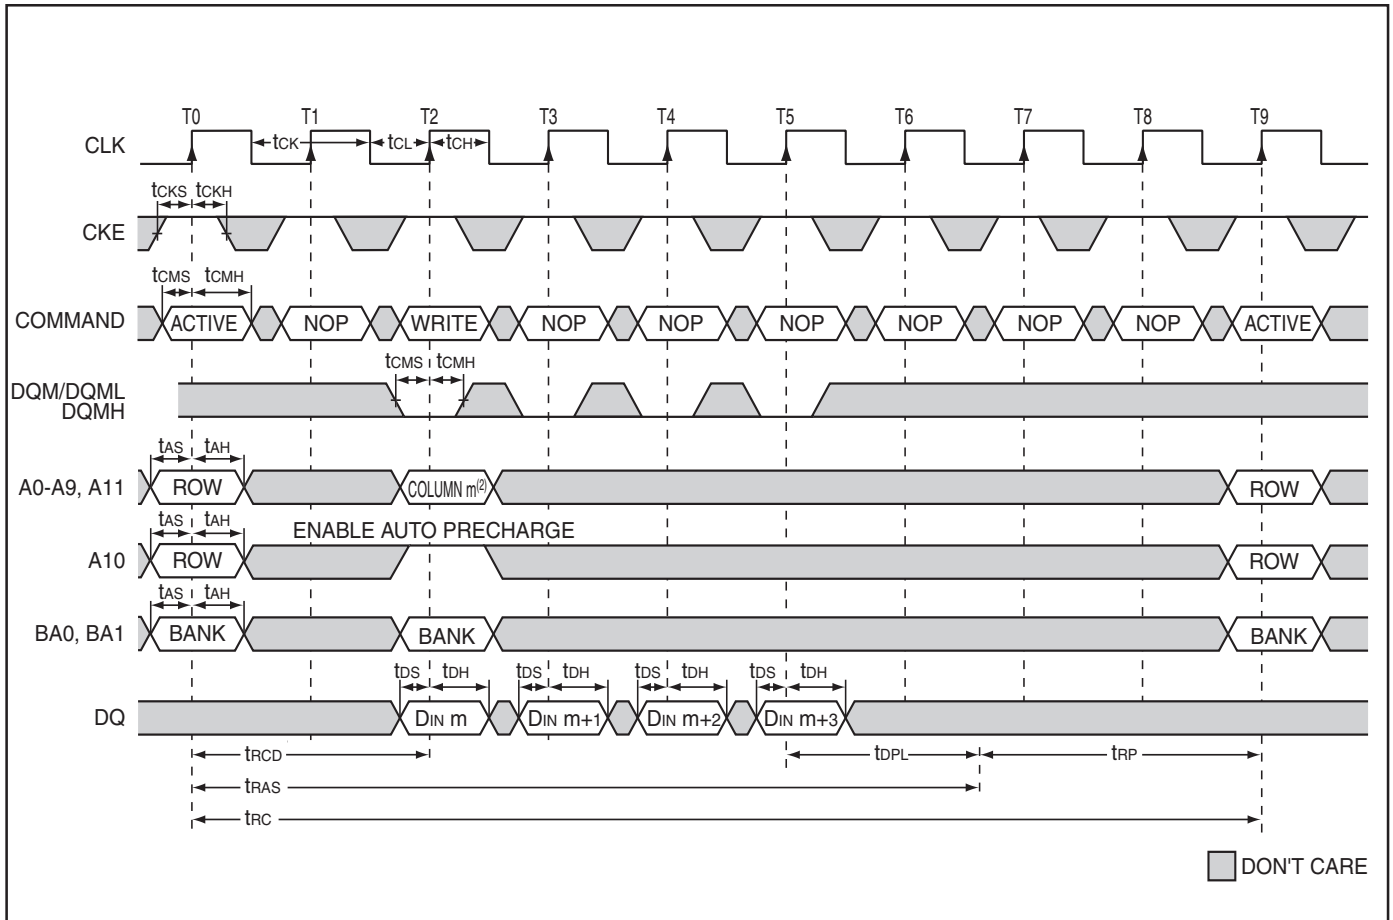 T0 T1 T2 T3 T4 T5 T6 T7 T8 T9
CLK tCK tCL tCH
tCKS tCKH
CKE
tCMS tCMH
COMMAND ACTIVE NOP WRITE NOP NOP NOP NOP NOP NOP ACTIVE
tCMS tCMH
DQM/DQML
DQMH
tAS tAH
A0-A9, A11 ROW COLUMN m(2) ROW
tAS tAH ENABLE AUTO PRECHARGE
A10 ROW ROW
tAS tAH
BA0, BA1 BANK BANK BANK
tDS tDH tDS tDH tDS tDH tDS tDH
DQ DIN m DIN m+1 DIN m+2 DIN m+3
tRCD tDPL tRP
tRAS
tRC
DON'T CARE